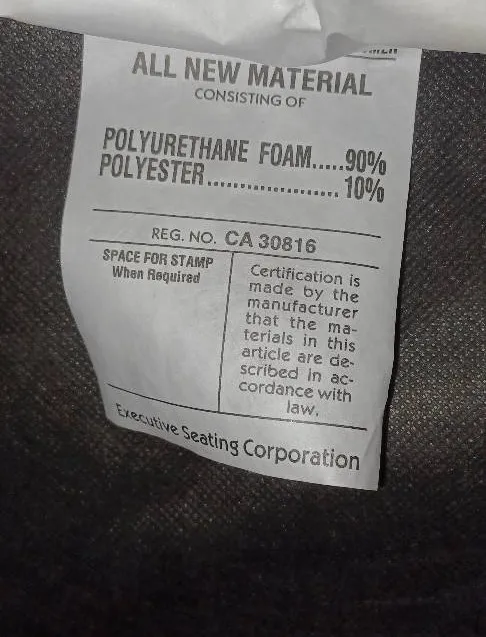 ALL NEW MATERIAL
CONSISTING OF
POLYURETHANE FOAM.....90%
POLYESTER.................... 10%
REG. NO. CA 30816
SPACE FOR STAMP
When Required
Certification is
made by the
manufacturer
that the ma-
terials in this
article are de-
scribed in ac-
cordance with
law.
Executive Seating Corporation